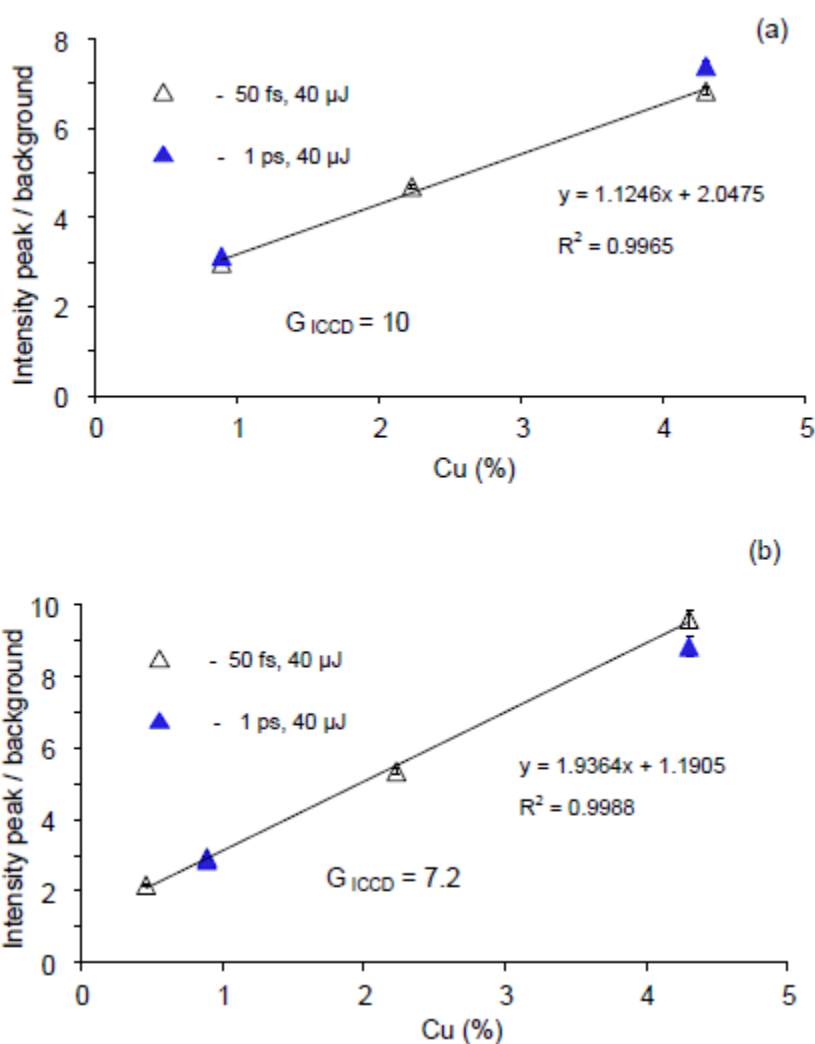 (a)
8
6
4
2
0
Intensity peak / background
- 50 fs, 40 µJ
- 1 ps, 40 µJ
y = 1.1246x + 2.0475
R² = 0.9965
G ICCD = 10
0 1 2 3 4 5
Cu (%)
(b)
10
8
6
4
2
0
Intensity peak / background
- 50 fs, 40 µJ
- 1 ps, 40 µJ
y = 1.9364x + 1.1905
R² = 0.9988
G ICCD = 7.2
0 1 2 3 4 5
Cu (%)